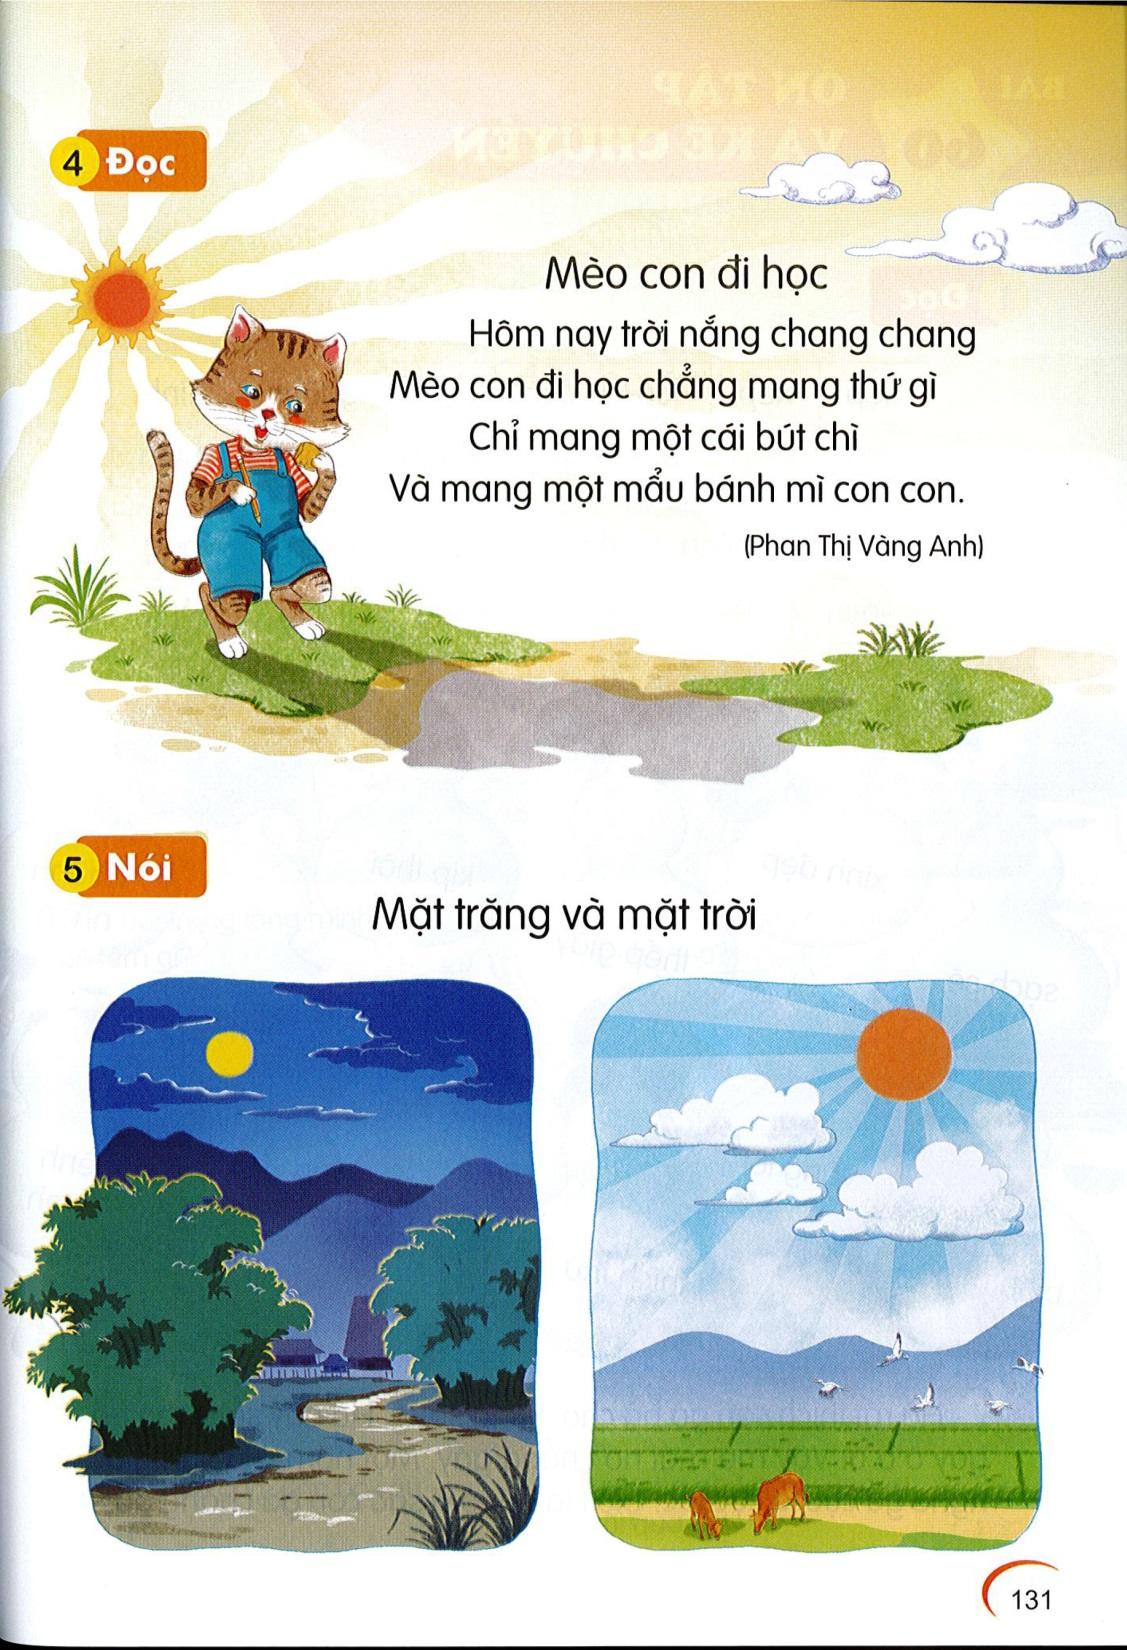 4 Đọc
Mèo con đi học
Hôm nay trời nắng chang chang
Mèo con đi học chẳng mang thứ gì
Chỉ mang một cái bút chì
Và mang một mẩu bánh mì con con.
(Phan Thị Vàng Anh)
5 Nói
Mặt trăng và mặt trời
131